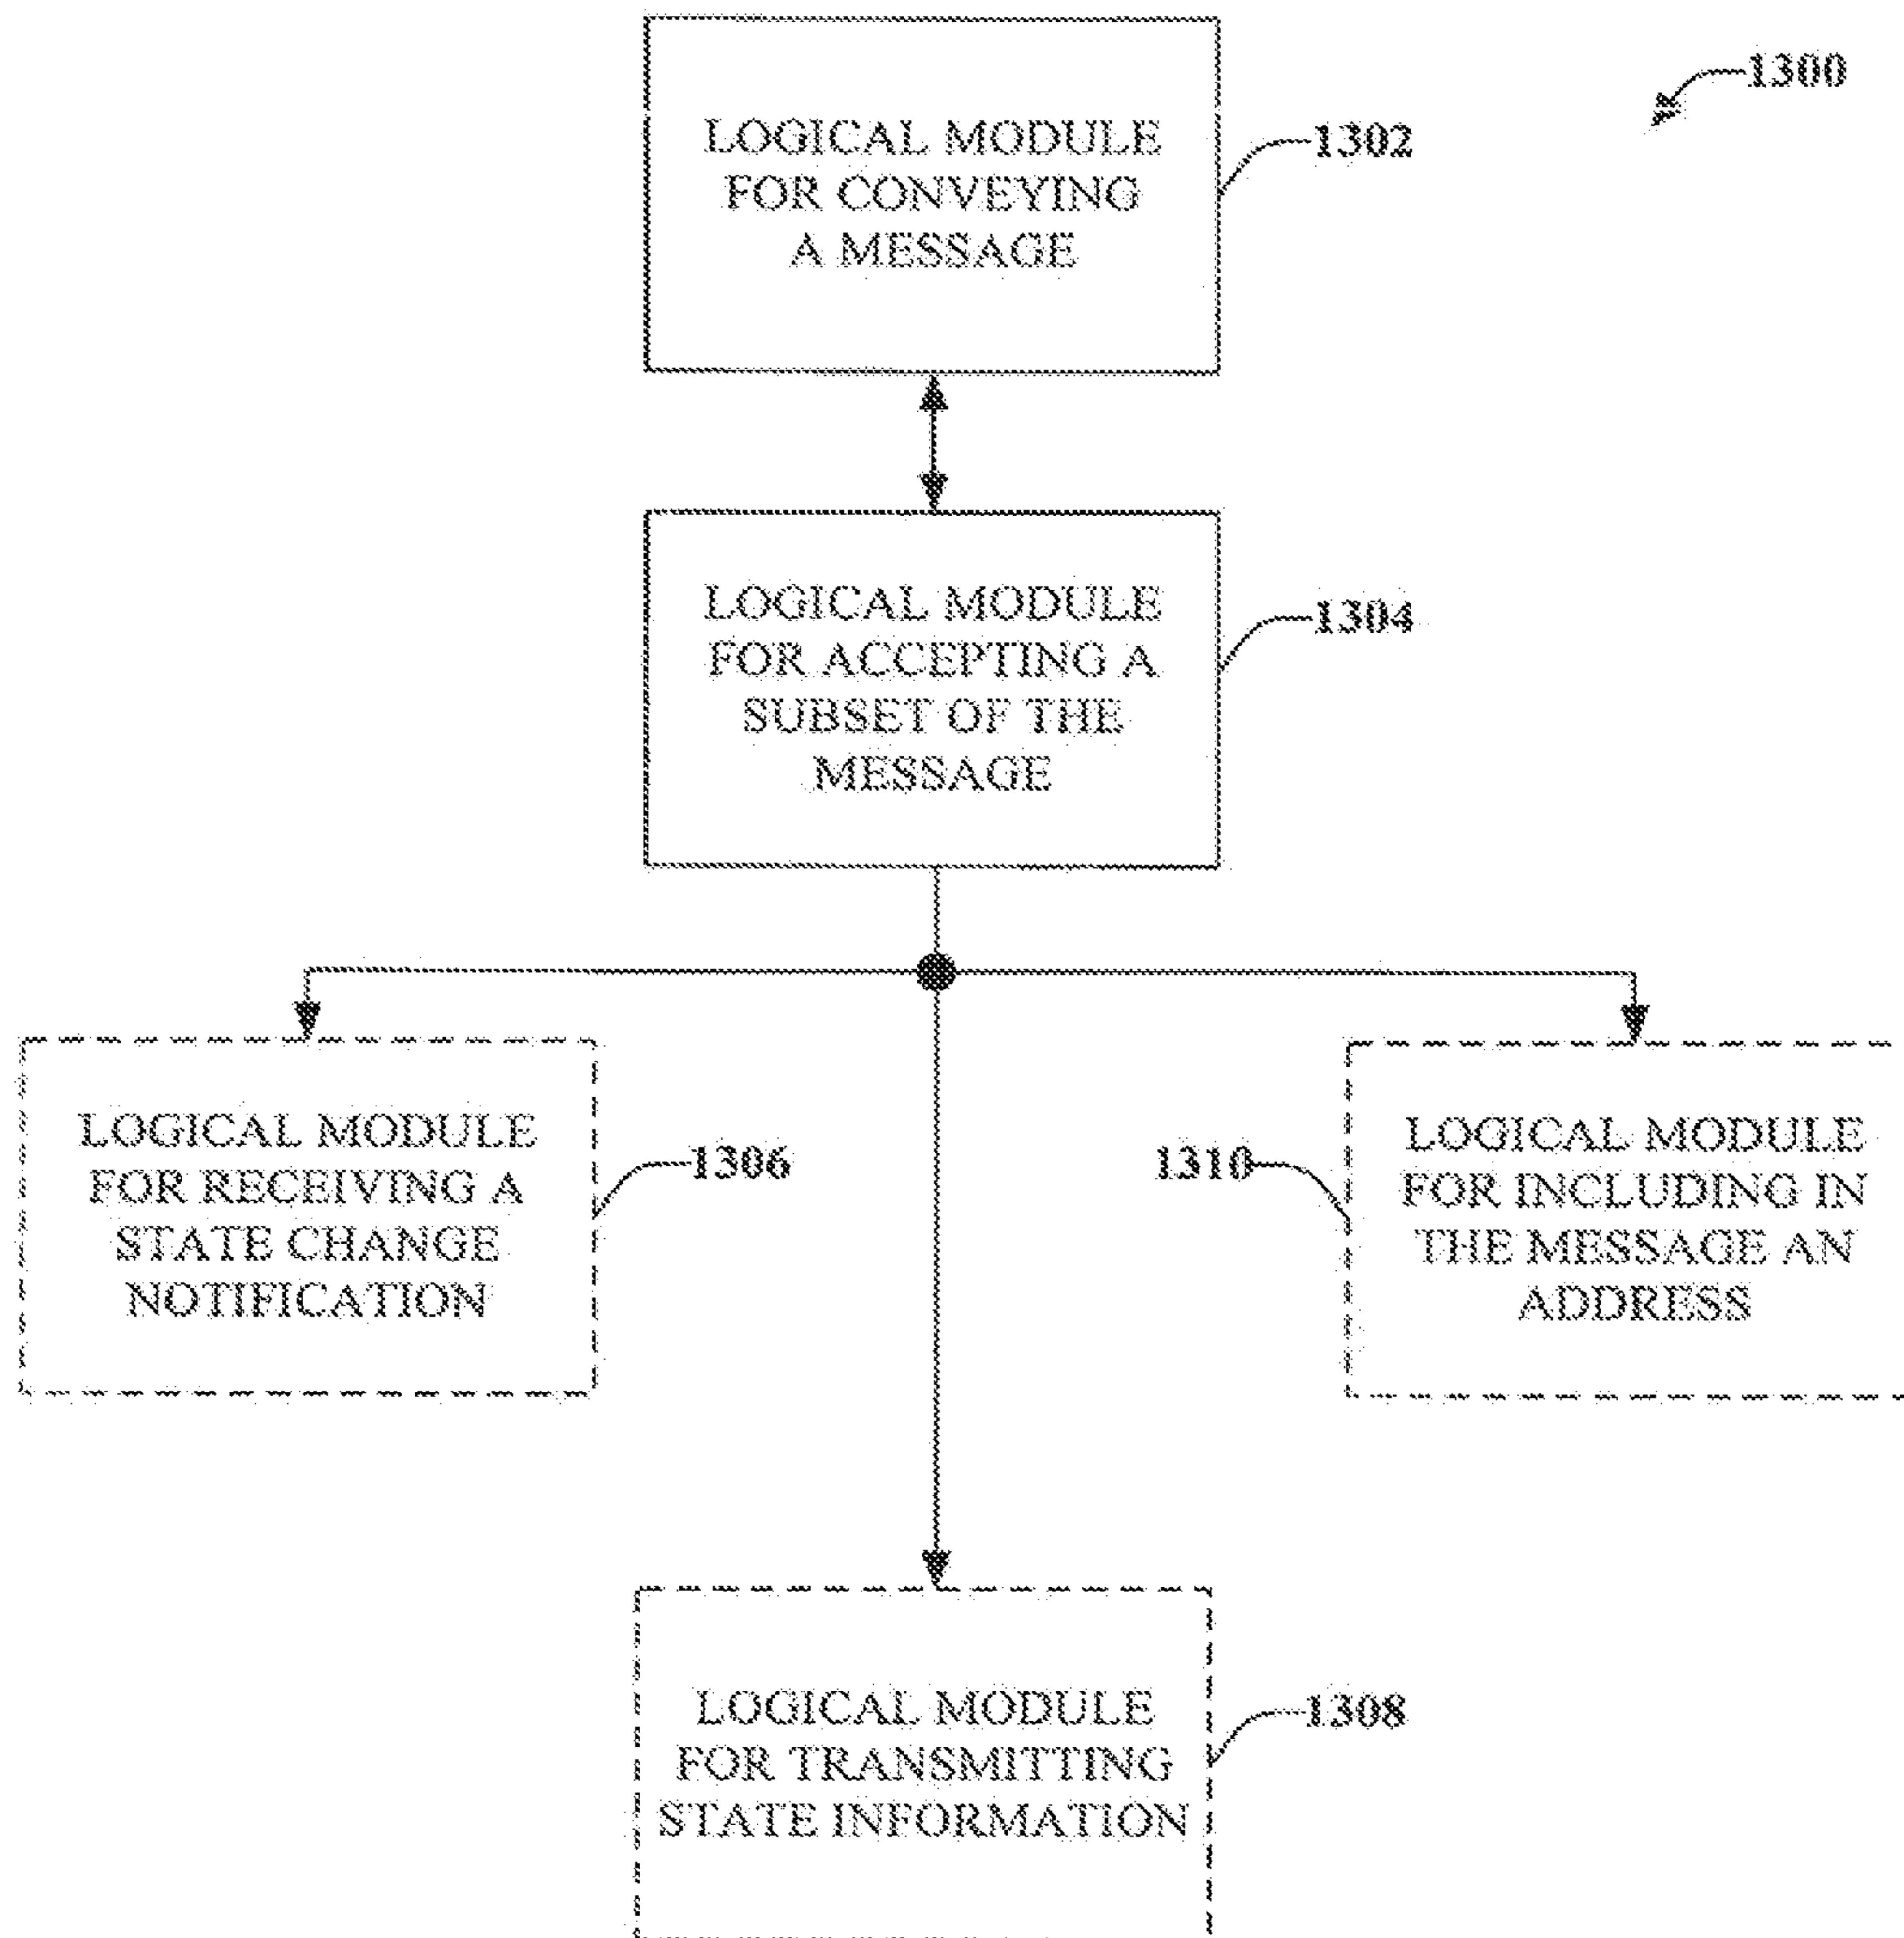 1300
LOGICAL MODULE
FOR CONVEYING
A MESSAGE
1302
LOGICAL MODULE
FOR ACCEPTING A
SUBSET OF THE
MESSAGE
1304
LOGICAL MODULE
FOR RECEIVING A
STATE CHANGE
NOTIFICATION
1306
1310
LOGICAL MODULE
FOR INCLUDING IN
THE MESSAGE AN
ADDRESS
LOGICAL MODULE
FOR TRANSMITTING
STATE INFORMATION
1308